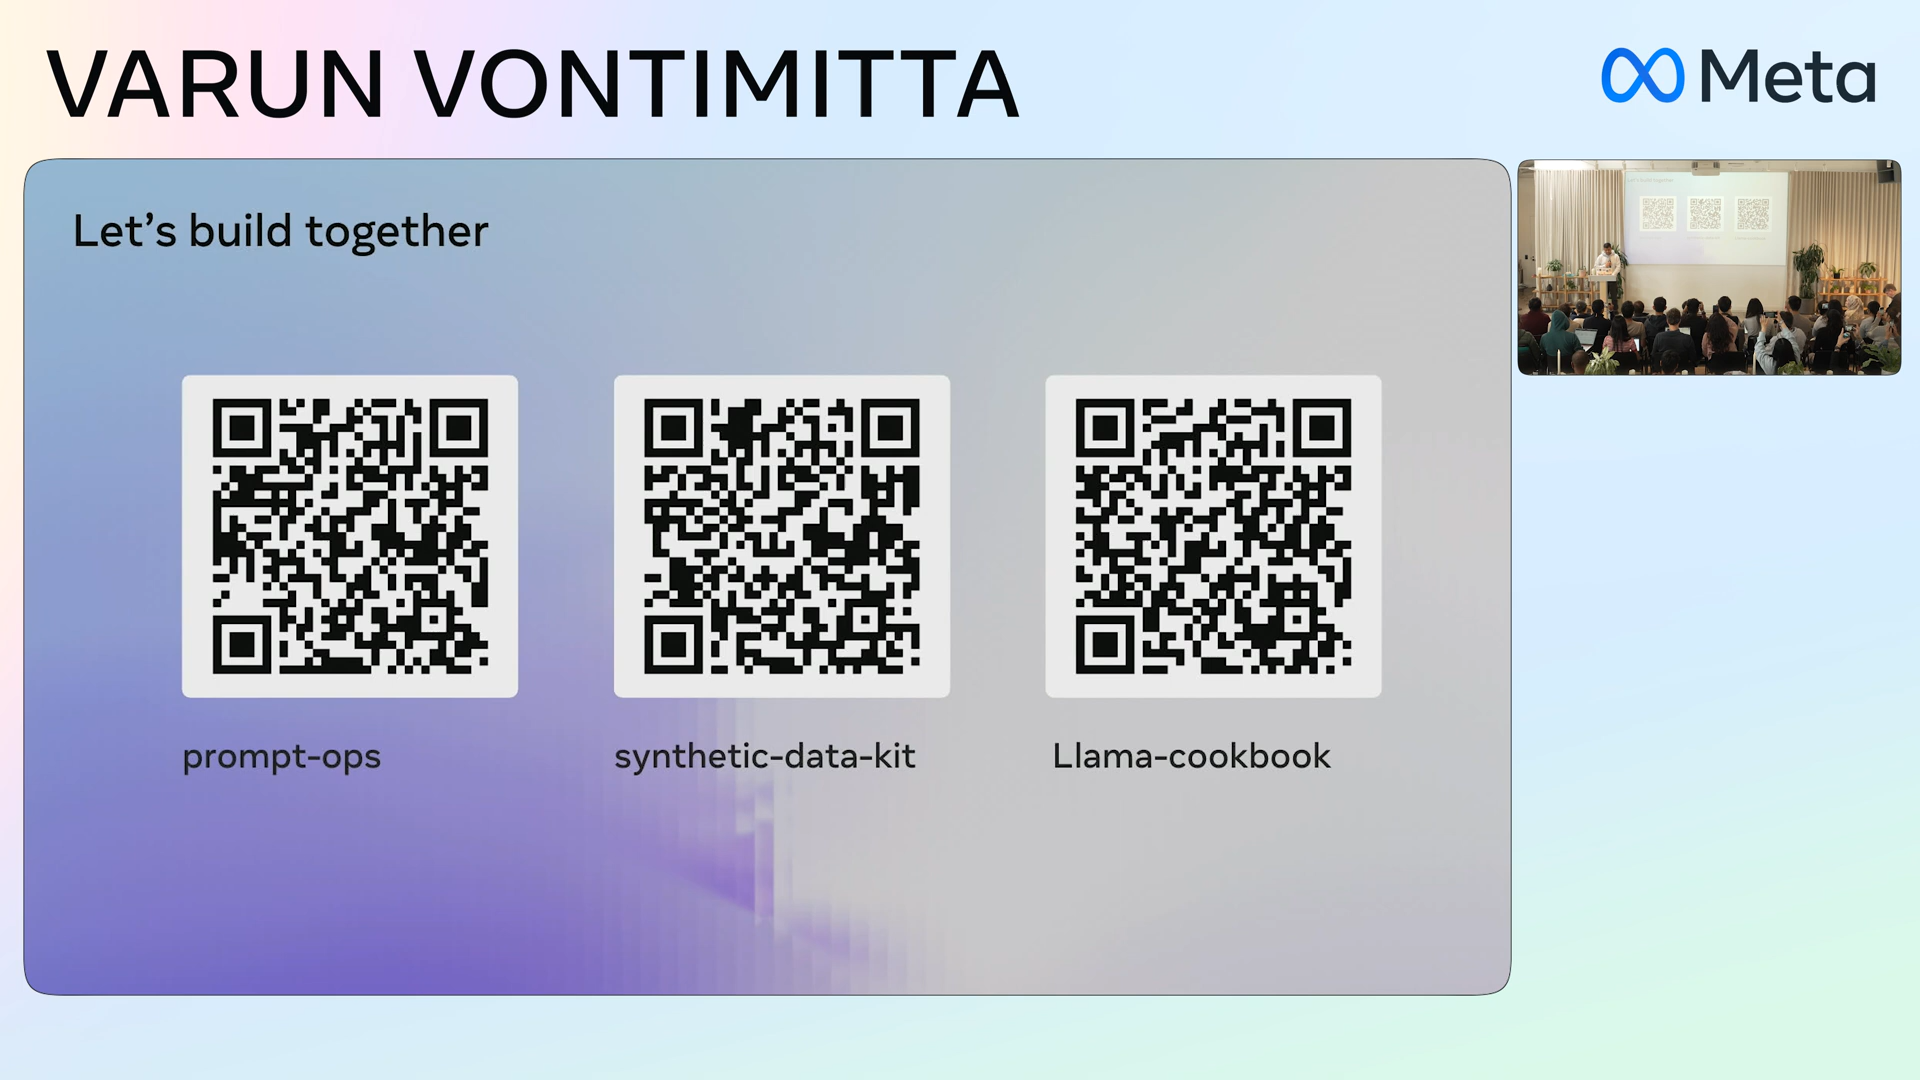 VARUN VONTIMITTA
Meta
Let’s build together
prompt-ops
synthetic-data-kit
Llama-cookbook